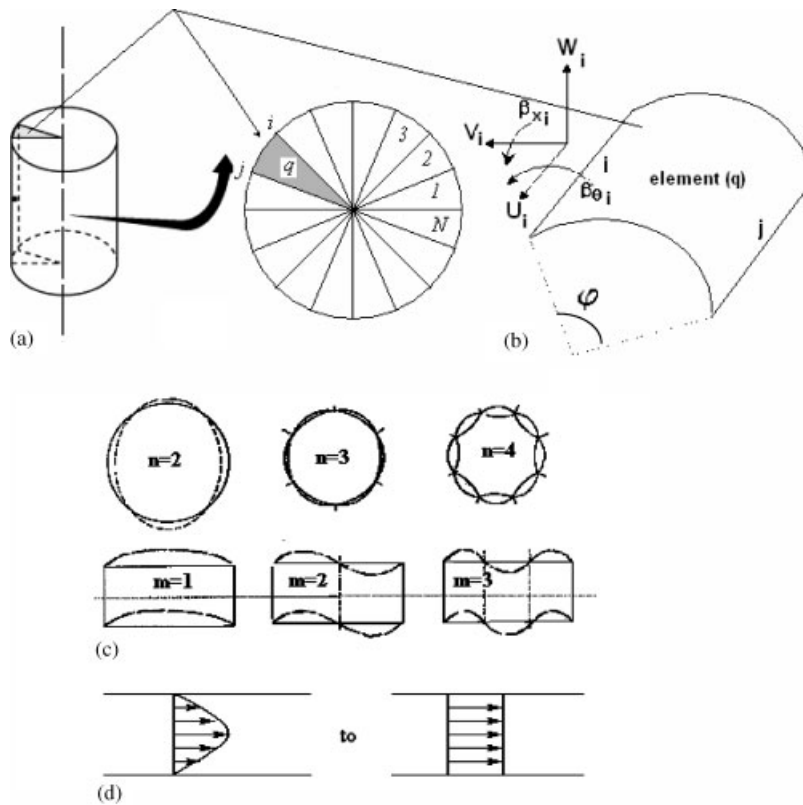 W i
β x i
V i
i
β θ i
U i
element (q)
j
φ
(a)
i
j
q
3
2
1
N
(b)
n=2
n=3
n=4
m=1
m=2
m=3
(c)
to
(d)